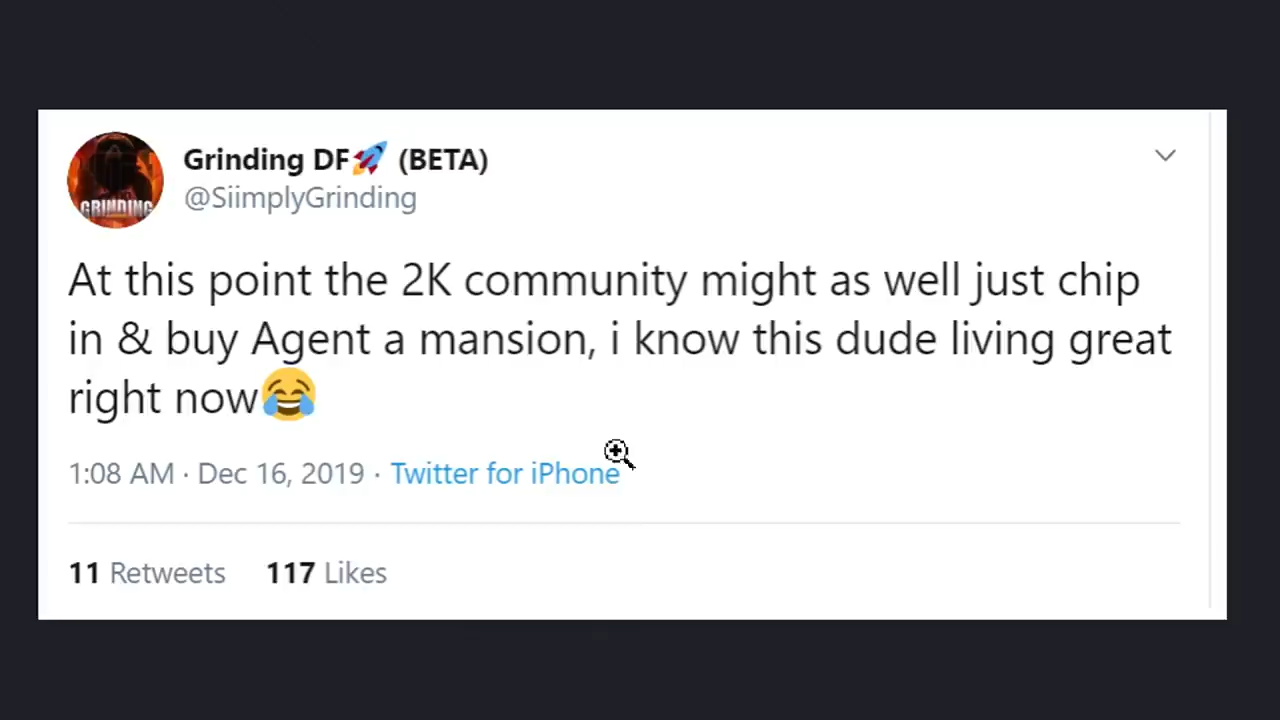 Grinding DF🚀 (BETA)
@SiimplyGrinding
GRINDING
At this point the 2K community might as well just chip
in & buy Agent a mansion, i know this dude living great
right now😂
1:08 AM · Dec 16, 2019 · Twitter for iPhone
11 Retweets 117 Likes